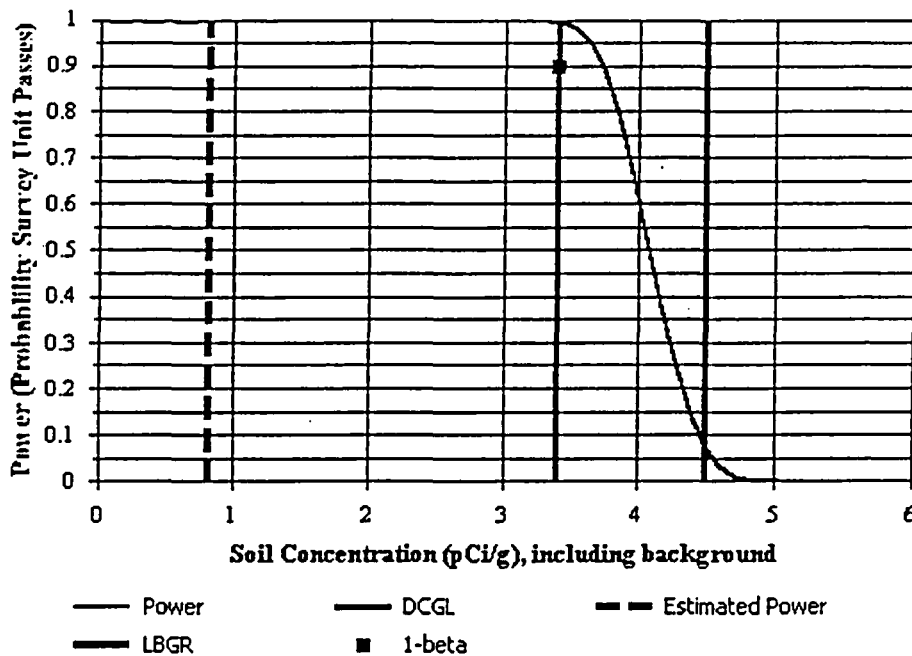 Power (Probability Survey Unit Passes)
1
0.9
0.8
0.7
0.6
0.5
0.4
0.3
0.2
0.1
0
0 1 2 3 4 5 6
Soil Concentration (pCi/g), including background
Power DCGL Estimated Power
LBGR 1-beta